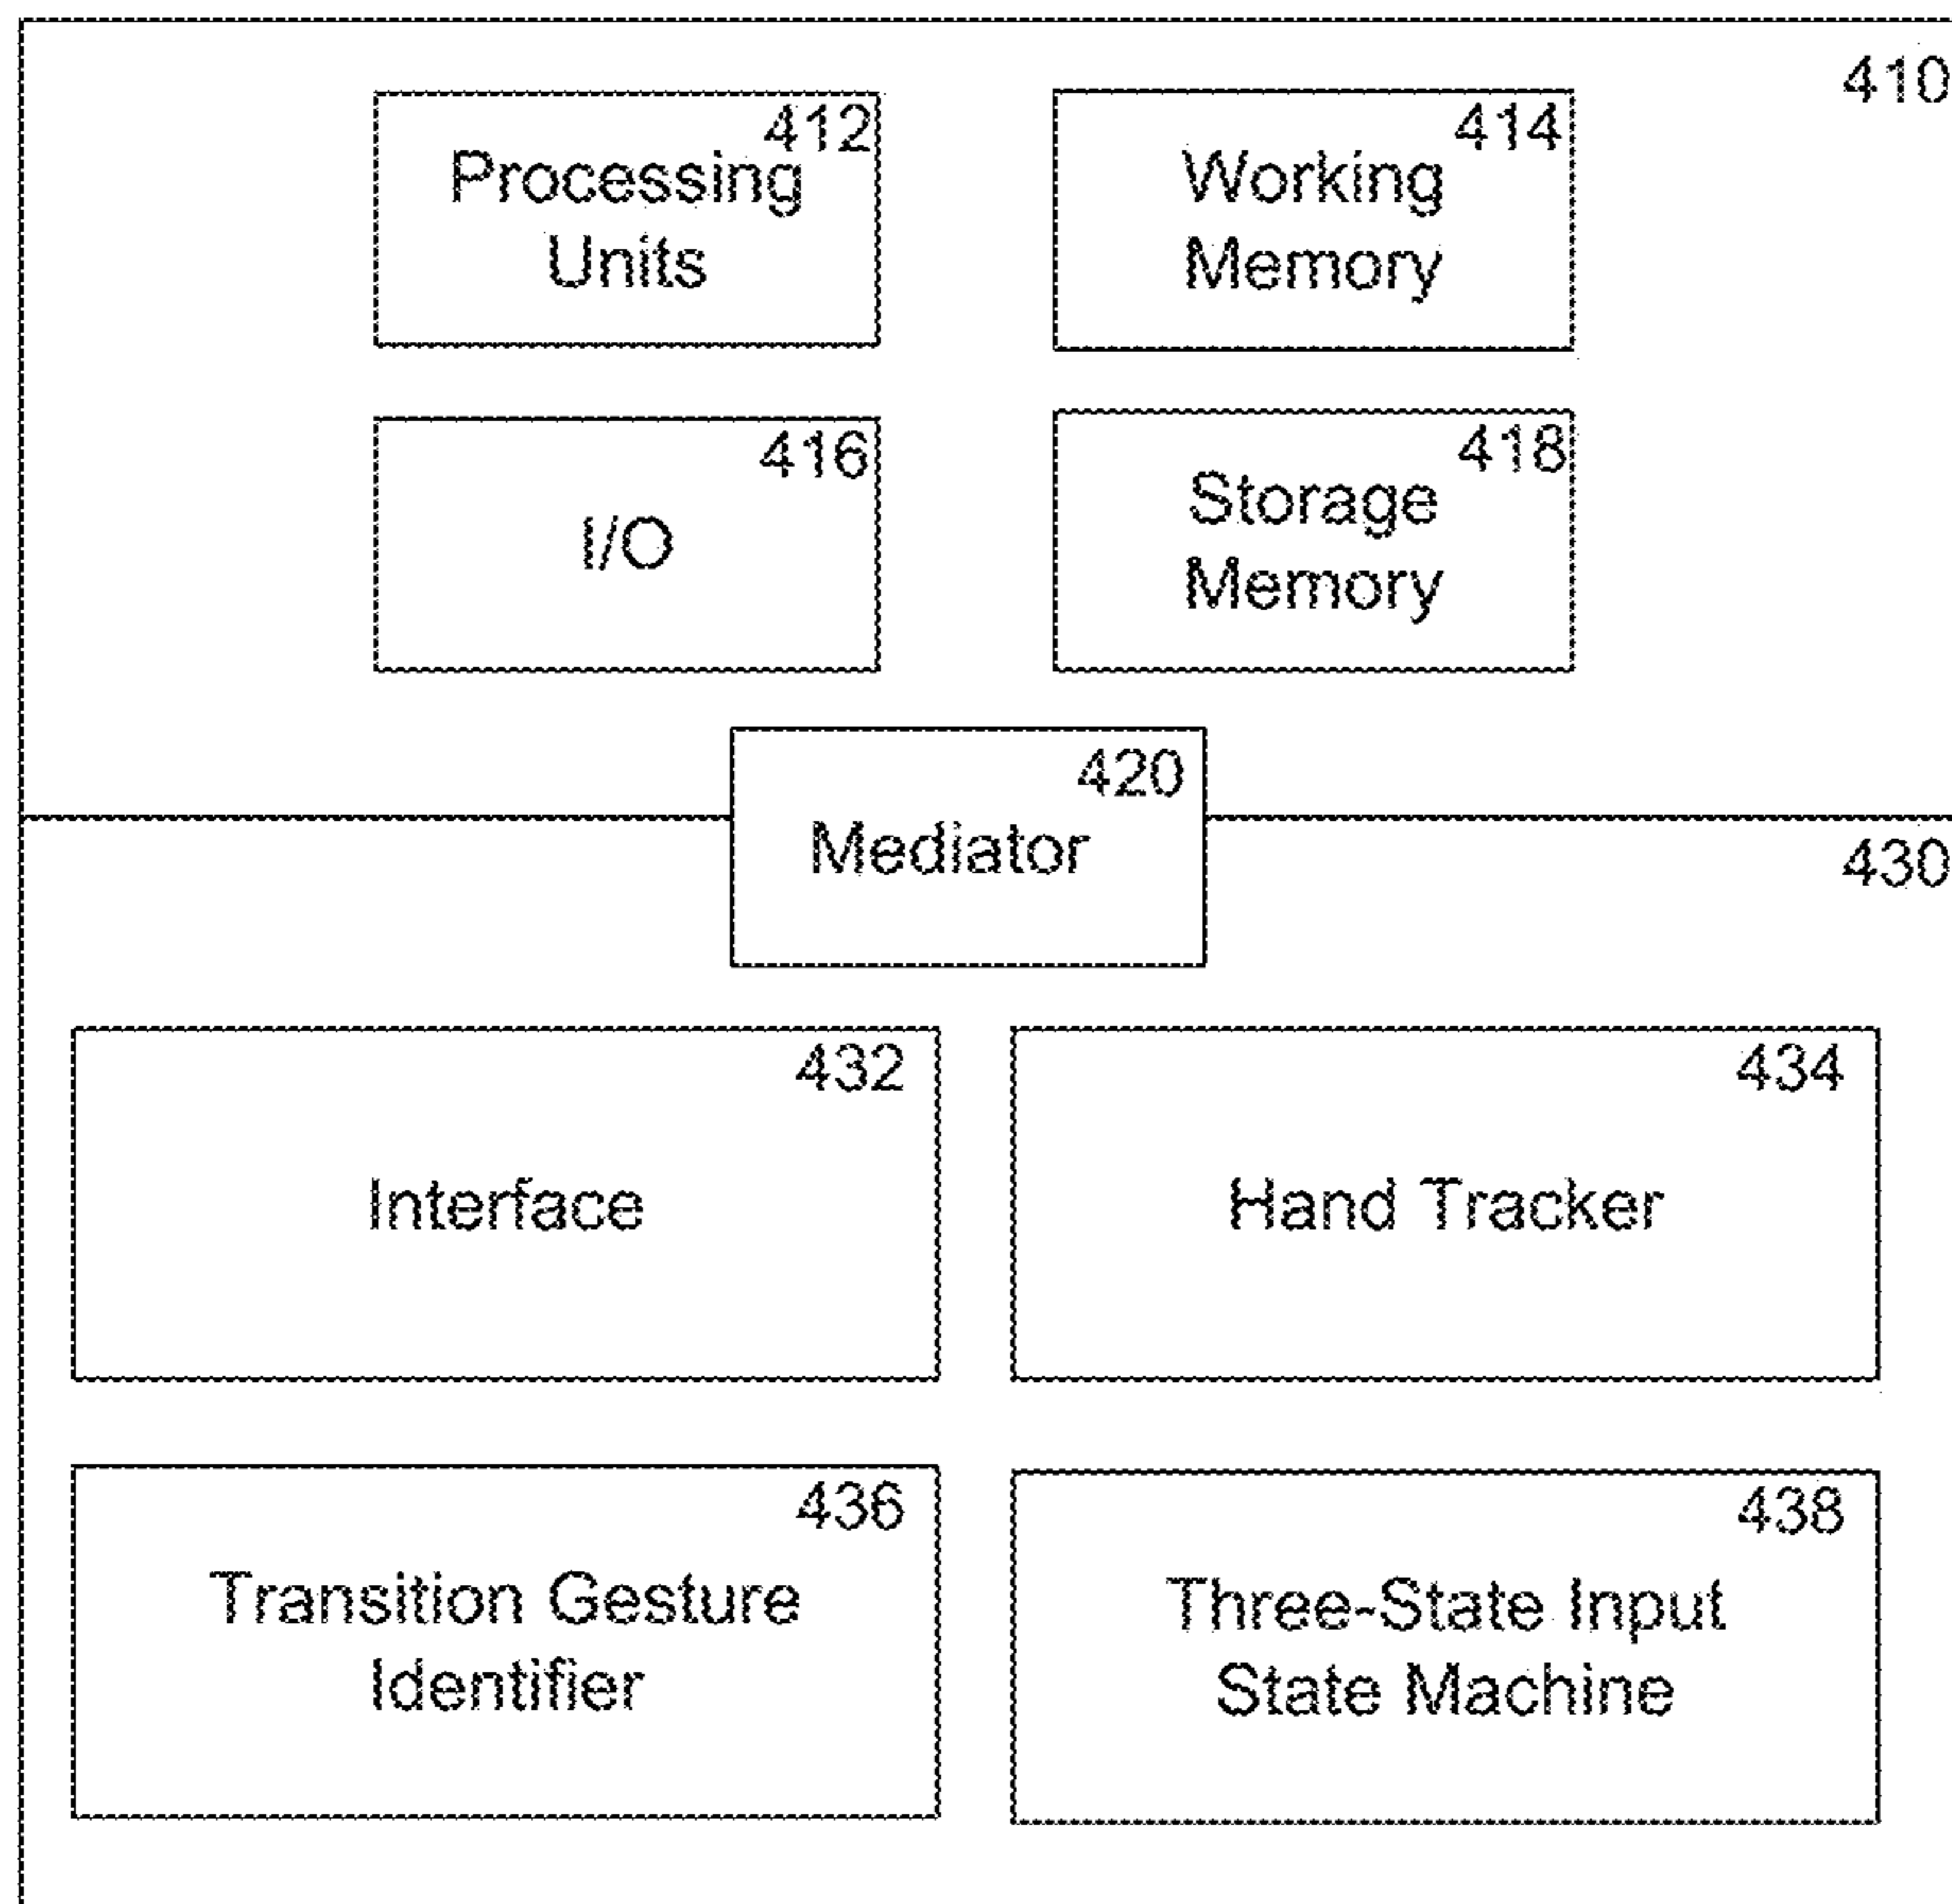 410
412
Processing
Units
414
Working
Memory
416
I/O
418
Storage
Memory
420
Mediator
430
432
Interface
434
Hand Tracker
436
Transition Gesture
Identifier
438
Three-State Input
State Machine